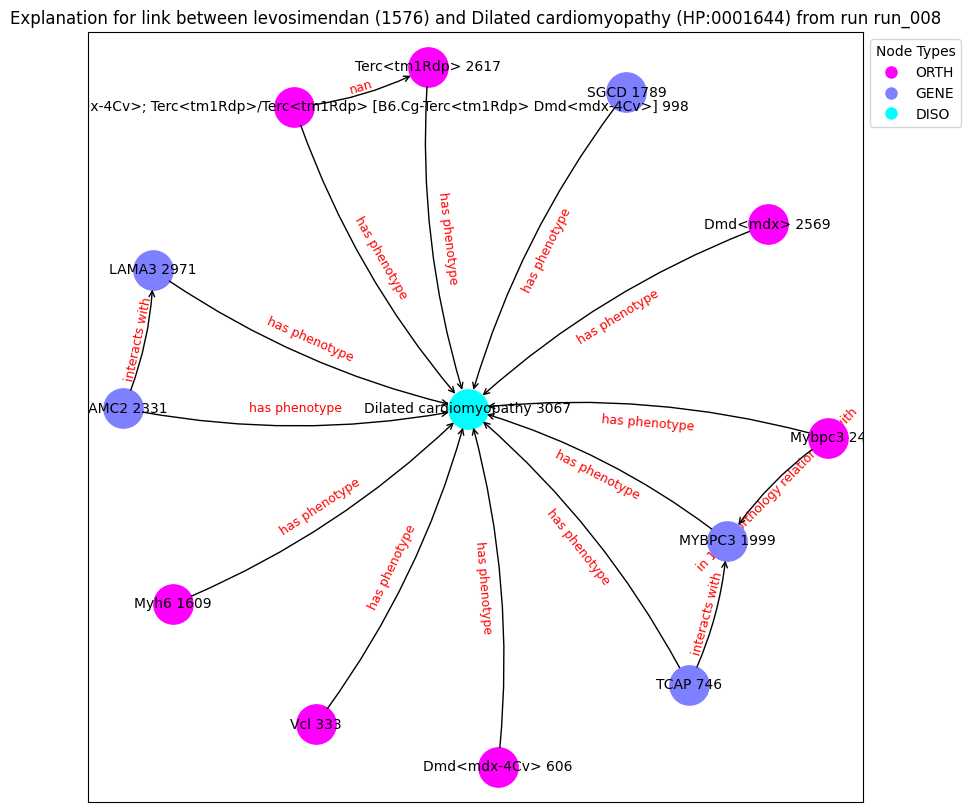 Explanation for link between levosimendan (1576) and Dilated cardiomyopathy (HP:0001644) from run run_008
Node Types
ORTH
GENE
DISO
Terc<tm1Rdp> 2617
nan
SGCD 1789
x-4Cv>; Terc<tm1Rdp>/Terc<tm1Rdp> [B6.Cg-Terc<tm1Rdp> Dmd<mdx-4Cv>] 998
Dmd<mdx> 2569
has phenotype
has phenotype
has phenotype
has phenotype
LAMA3 2971
interacts with
has phenotype
AMC2 2331
has phenotype
Dilated cardiomyopathy 3067
has phenotype
Mybpc3 24
has phenotype
in 1 orthology relation with
MYBPC3 1999
has phenotype
has phenotype
has phenotype
has phenotype
interacts with
Myh6 1609
TCAP 746
Vcl 333
Dmd<mdx-4Cv> 606